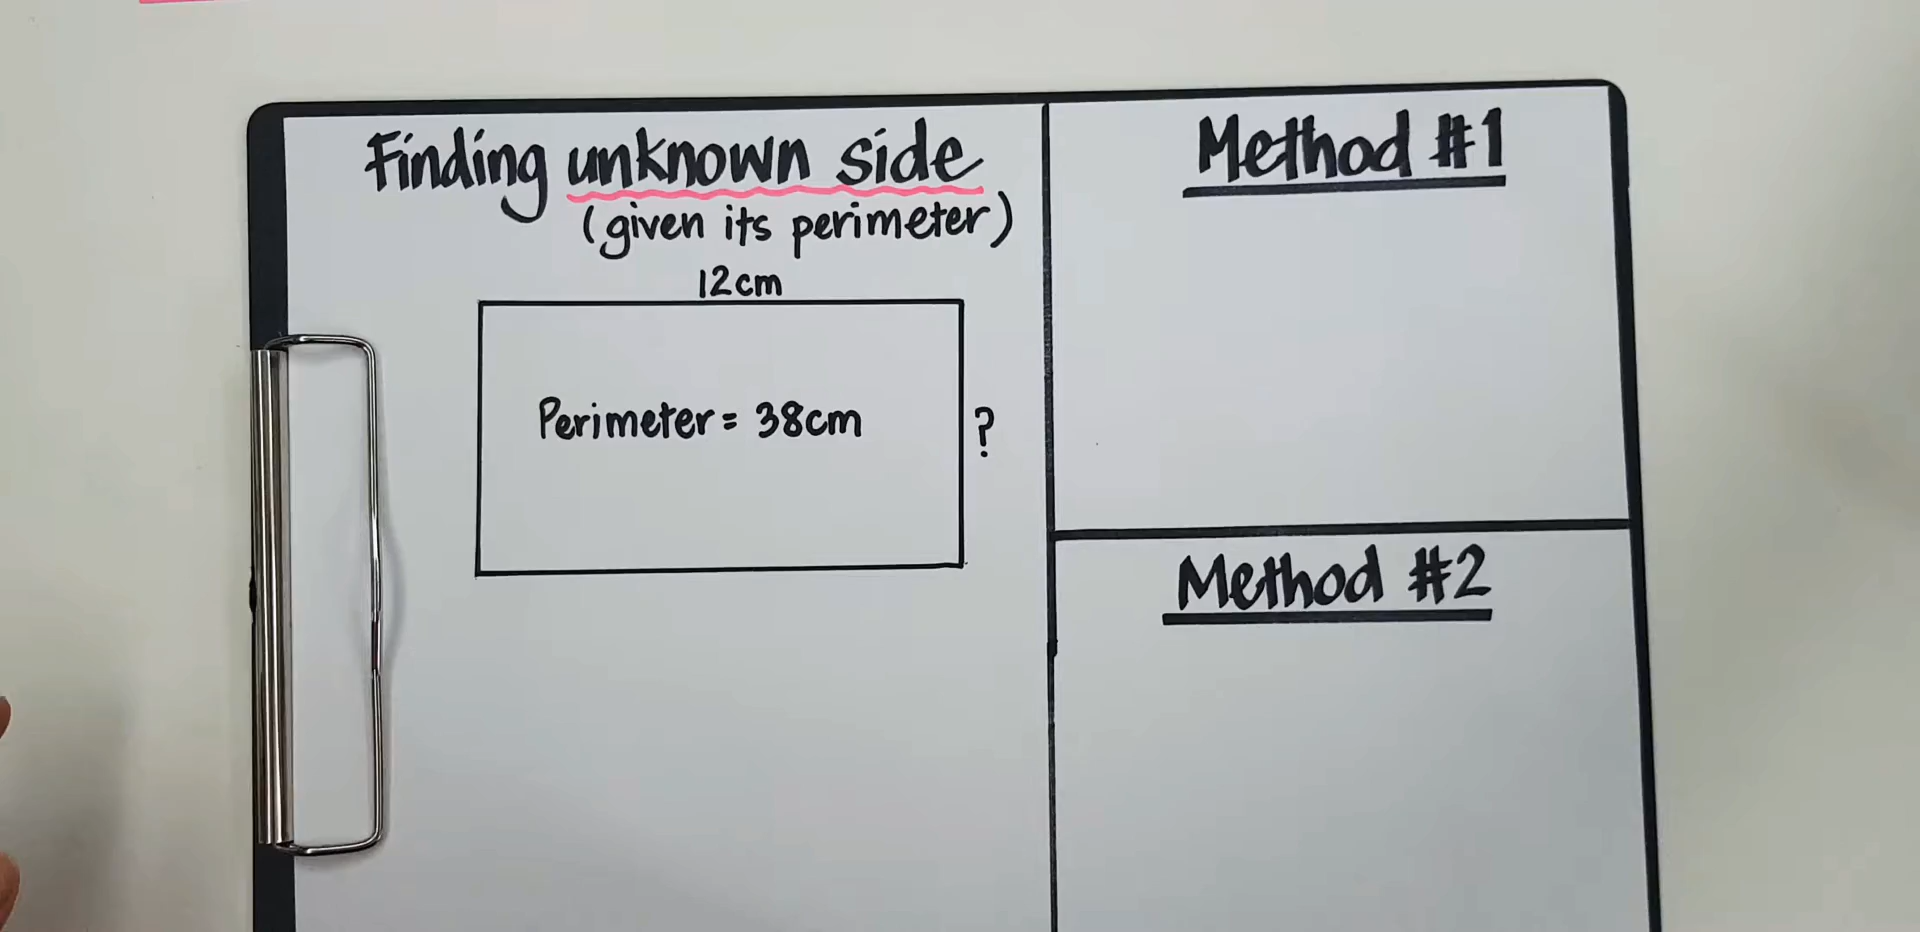 Finding unknown side
(given its perimeter)
12cm
Perimeter = 38cm
?
Method #1
Method #2